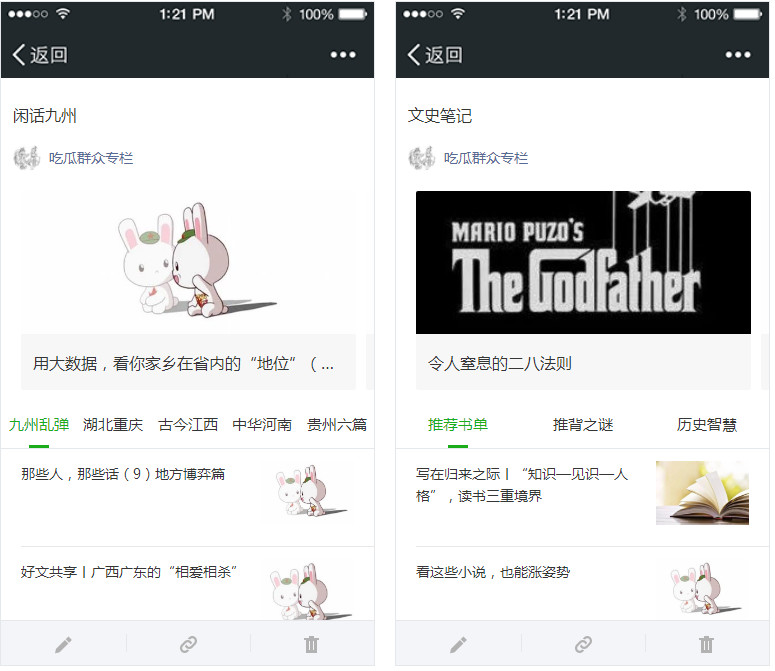 1:21 PM 100%
返回
闲话九州
吃瓜群众专栏
用大数据，看你家乡在省内的“地位”（...
九州乱弹 湖北重庆 古今江西 中华河南 贵州六篇
那些人，那些话（9）地方博弈篇
好文共享丨广西广东的“相爱相杀”
1:21 PM 100%
返回
文史笔记
吃瓜群众专栏
MARIO PUZO'S
The Godfather
令人窒息的二八法则
推荐书单 推背之谜 历史智慧
写在归来之际丨“知识—见识—人
格”，读书三重境界
看这些小说，也能涨姿势